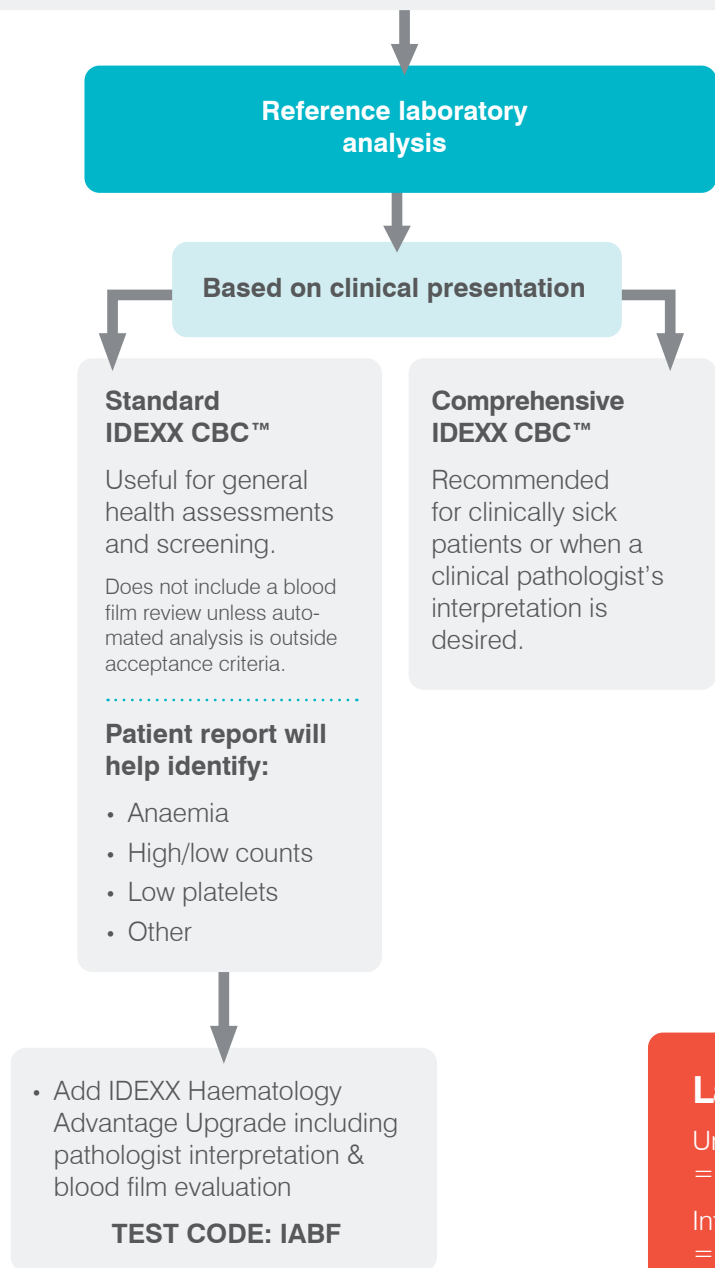 Reference laboratory
analysis
Based on clinical presentation
Standard
IDEXX CBC™
Useful for general
health assessments
and screening.
Does not include a blood
film review unless auto-
mated analysis is outside
acceptance criteria.
Patient report will
help identify:
• Anaemia
• High/low counts
• Low platelets
• Other
Comprehensive
IDEXX CBC™
Recommended
for clinically sick
patients or when a
clinical pathologist’s
interpretation is
desired.
• Add IDEXX Haematology
Advantage Upgrade including
pathologist interpretation &
blood film evaluation
TEST CODE: IABF
=
=